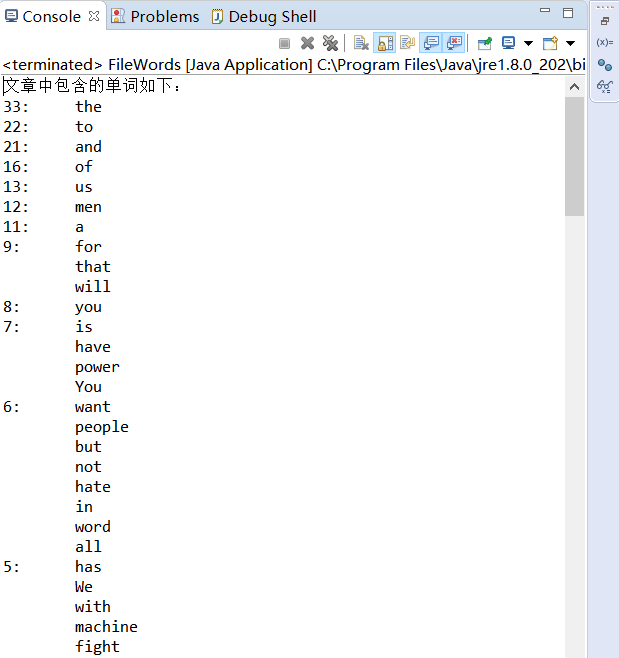 Console Problems Debug Shell
<terminated> FileWords [Java Application] C:\Program Files\Java\jre1.8.0_202\bi
文章中包含的单词如下:
33: the
22: to
21: and
16: of
13: us
12: men
11: a
9: for
that
will
8: you
7: is
have
power
You
6: want
people
but
not
hate
in
word
all
5: has
We
with
machine
fight